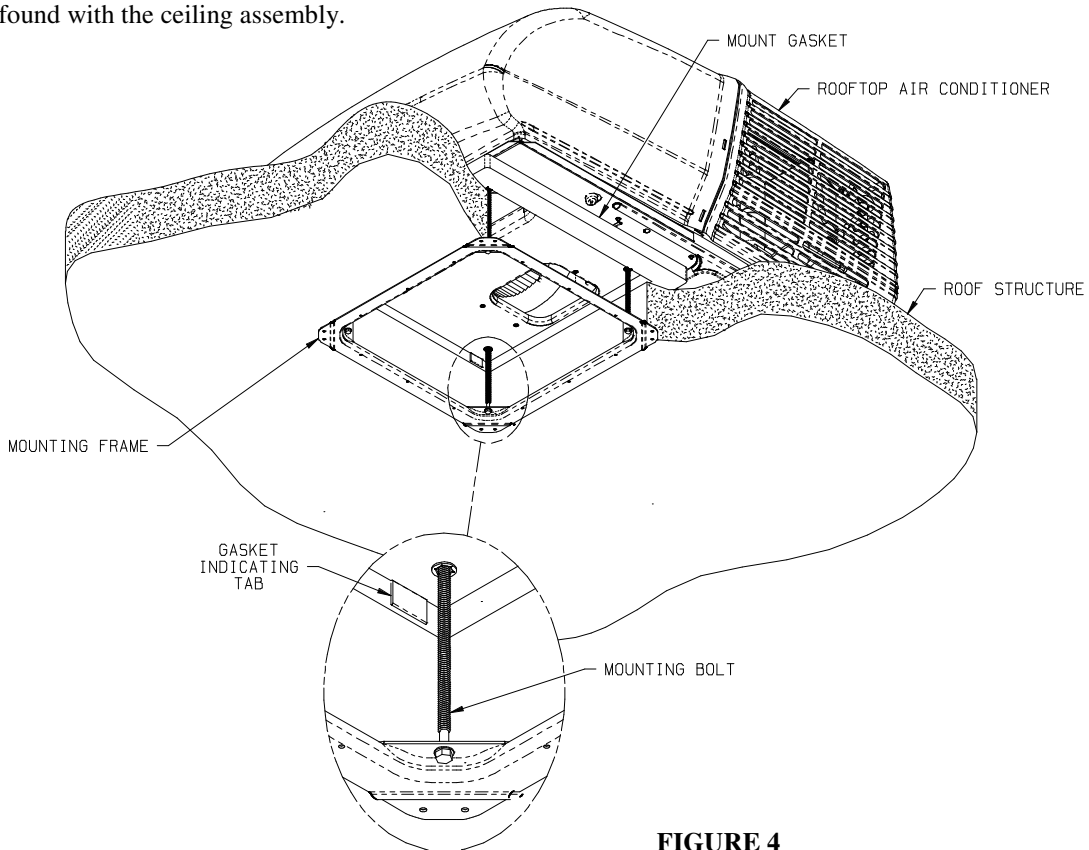 found with the ceiling assembly.
MOUNT GASKET
ROOFTOP AIR CONDITIONER
ROOF STRUCTURE
MOUNTING FRAME
GASKET
INDICATING
TAB
MOUNTING BOLT
FIGURE 4